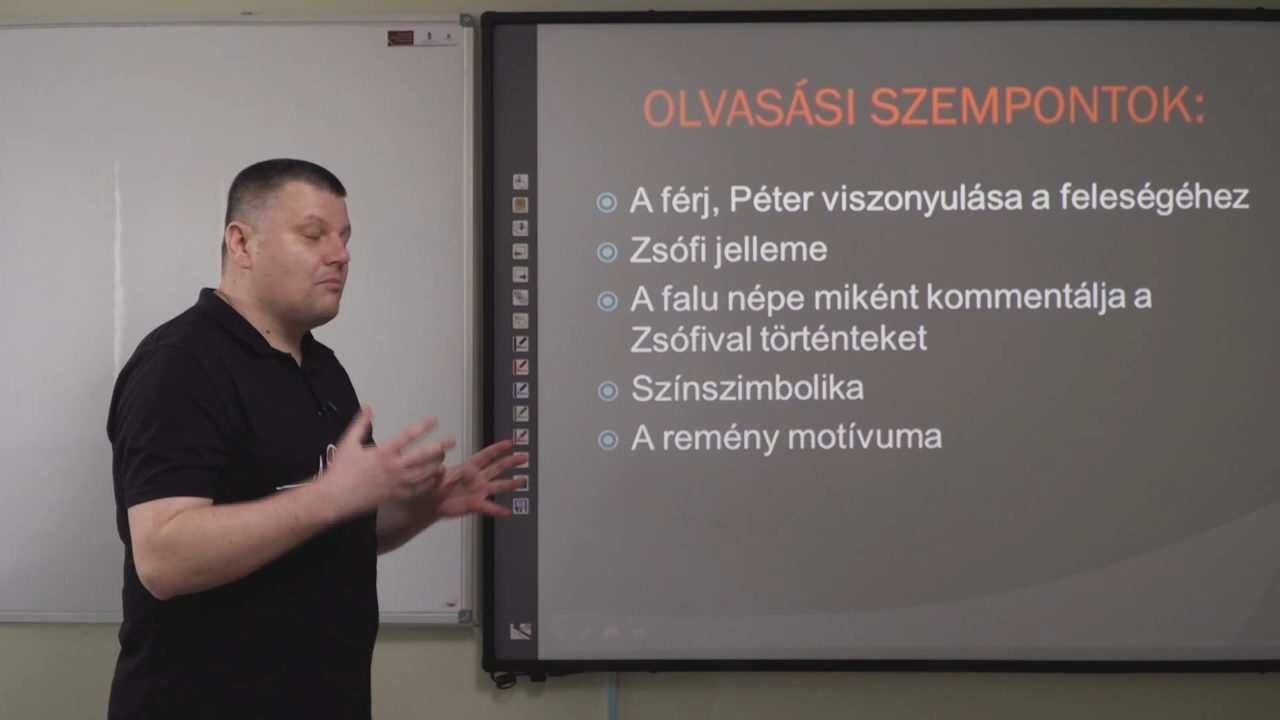 OLVASÁSI SZEMPONTOK:
A férj, Péter viszonyulása a feleségéhez
Zsófi jelleme
A falu népe miként kommentálja a
Zsófival történteket
Színszimbolika
A remény motívuma